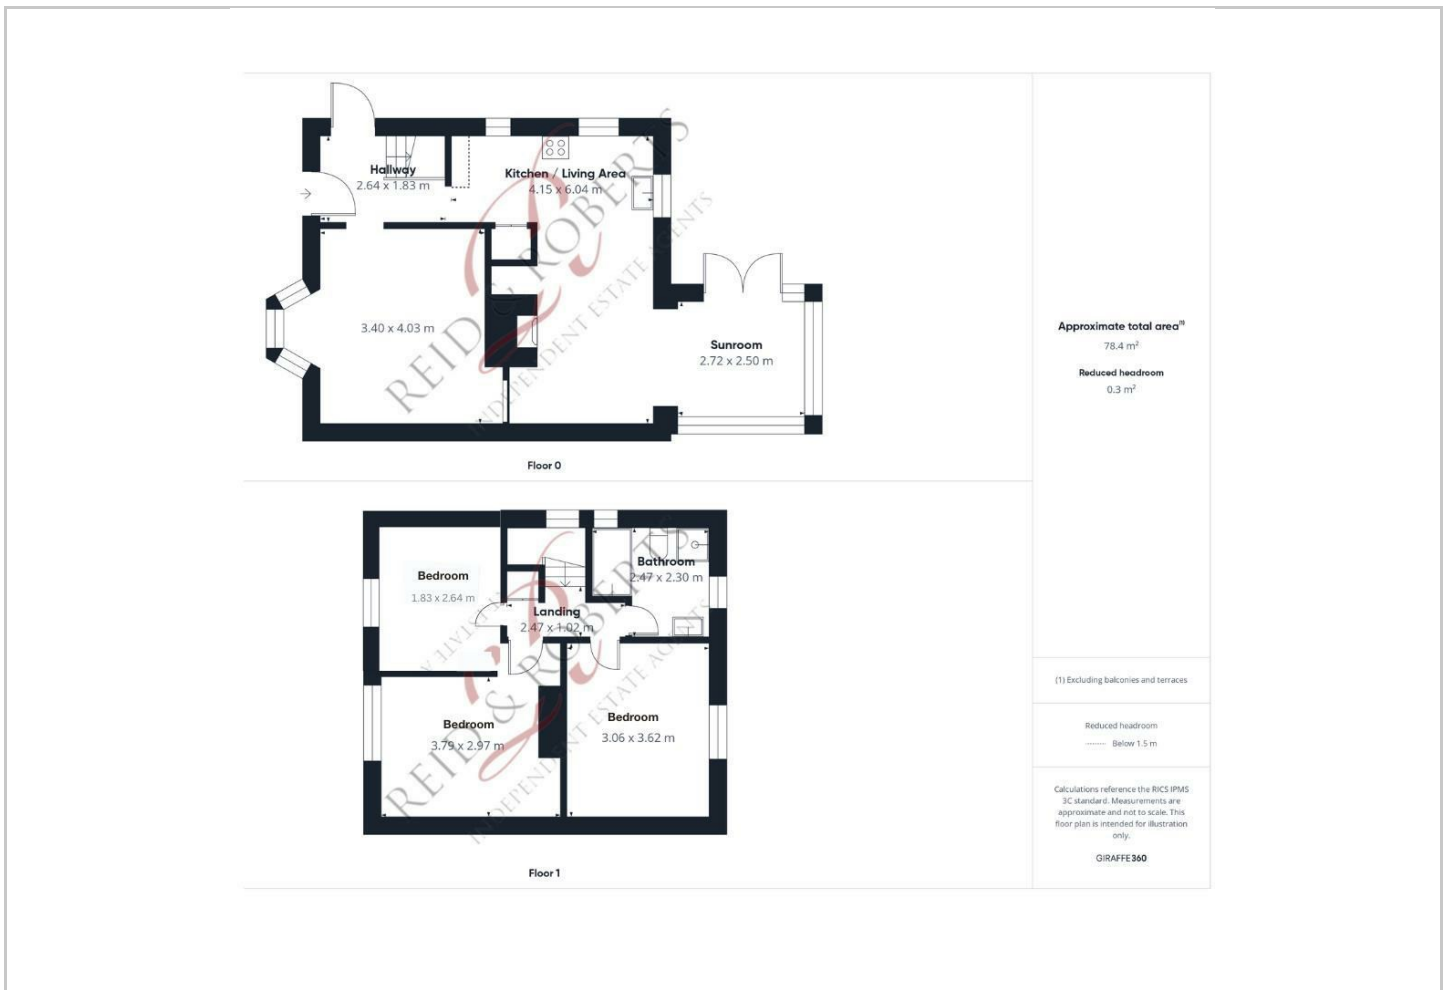 Hallway
2.64 x 1.83 m
Kitchen / Living Area
4.15 x 6.04 m
3.40 x 4.03 m
Sunroom
2.72 x 2.50 m
REID & ROBERTS
INDEPENDENT ESTATE AGENTS
Floor 0
Bedroom
1.83 x 2.64 m
Landing
2.47 x 1.02 m
Bathroom
2.47 x 2.30 m
Bedroom
3.79 x 2.97 m
Bedroom
3.06 x 3.62 m
REID & ROBERTS
INDEPENDENT ESTATE AGENTS
Floor 1
Approximate total area(1)
78.4 m²
Reduced headroom
0.3 m²
(1) Excluding balconies and terraces
Reduced headroom
Below 1.5 m
Calculations reference the RICS IPMS
3C standard. Measurements are
approximate and not to scale. This
floor plan is intended for illustration
only.
GIRAFFE360